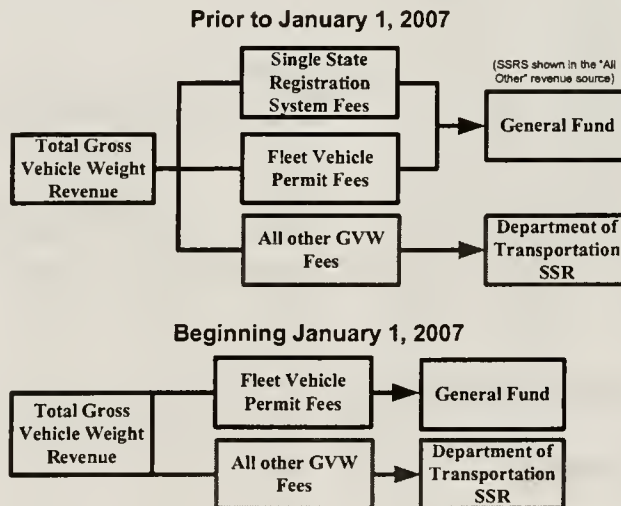 Prior to January 1, 2007
Single State
Registration
System Fees
(SSRS shown in the "All
Other" revenue source)
General Fund
Total Gross
Vehicle Weight
Revenue
Fleet Vehicle
Permit Fees
All other GVW
Fees
Department of
Transportation
SSR
Beginning January 1, 2007
Fleet Vehicle
Permit Fees
General Fund
Total Gross
Vehicle Weight
Revenue
All other GVW
Fees
Department of
Transportation
SSR